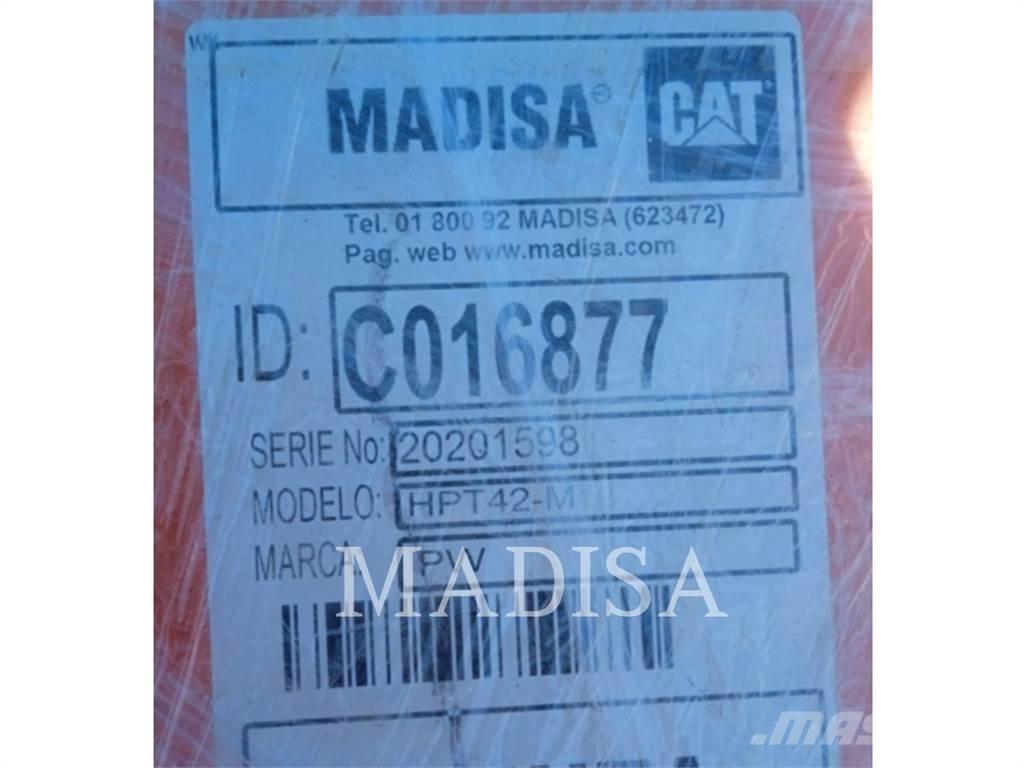 MADISA CAT
Tel. 01 800 92 MADISA (623472)
Pag. web www.madisa.com
ID: C016877
SERIE No: 20201598
MODELO: HPT42-M
MARCA: PW
MADISA